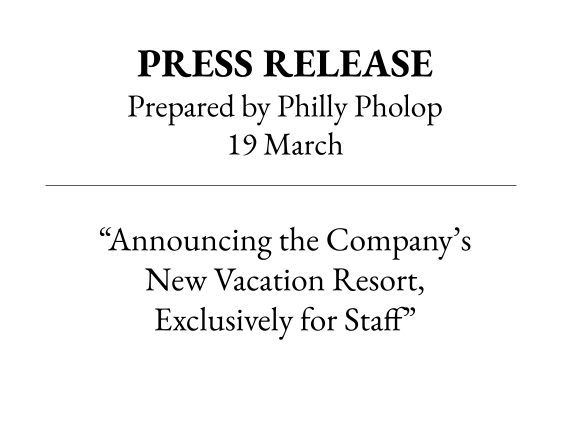 PRESS RELEASE
Prepared by Philly Pholop
19 March
“Announcing the Company’s
New Vacation Resort,
Exclusively for Staff”